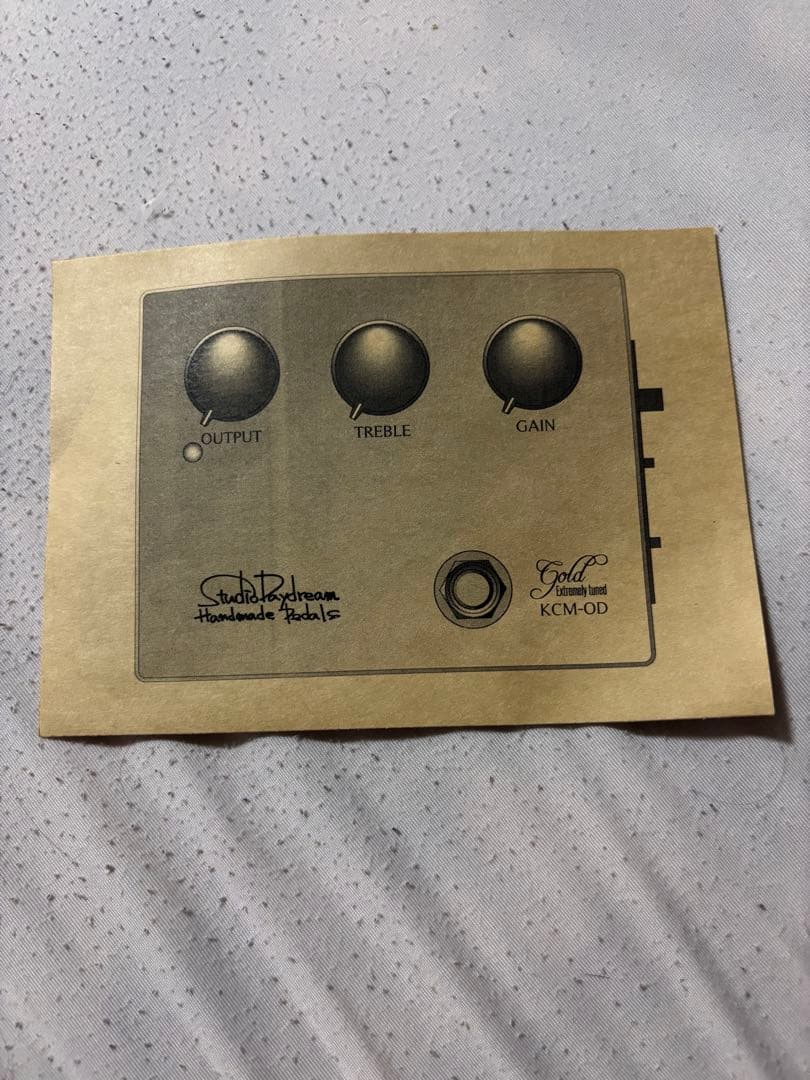 OUTPUT
TREBLE
GAIN
StudioDaydream
Handmade Pedals
Gold
Extremely tuned
KCM-OD